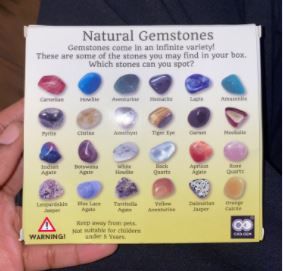 Natural Gemstones
Gemstones come in an infinite variety!
These are some of the stones you may find in your box.
Which stones can you spot?
Carnelian Howlite Aventurine Hematite Lapis Amazonite
Pyrite Citrine Amethyst Tiger Eye Garnet Mookaite
Indian Agate Botswana Agate White Howlite Rock Quartz Apricot Agate Rose Quartz
Leopardskin Jasper Blue Lace Agate Turritella Agate Yellow Aventurine Dalmatian Jasper Orange Calcite
WARNING!
Keep away from pets.
Not suitable for children
under 5 Years.